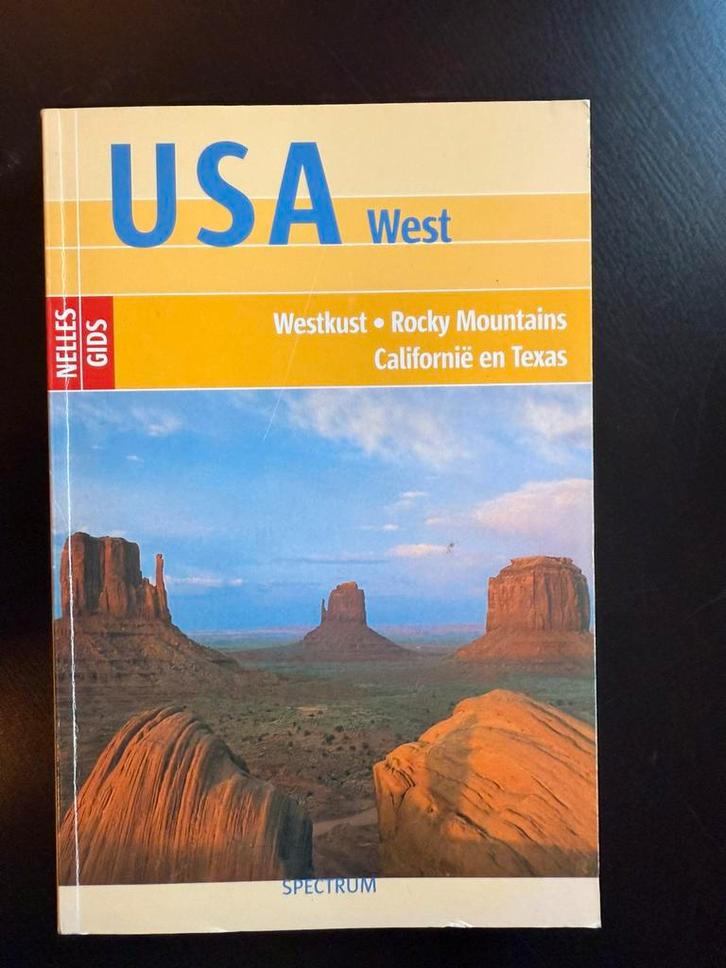 USA West
NELLES
GIDS
Westkust • Rocky Mountains
Californië en Texas
SPECTRUM